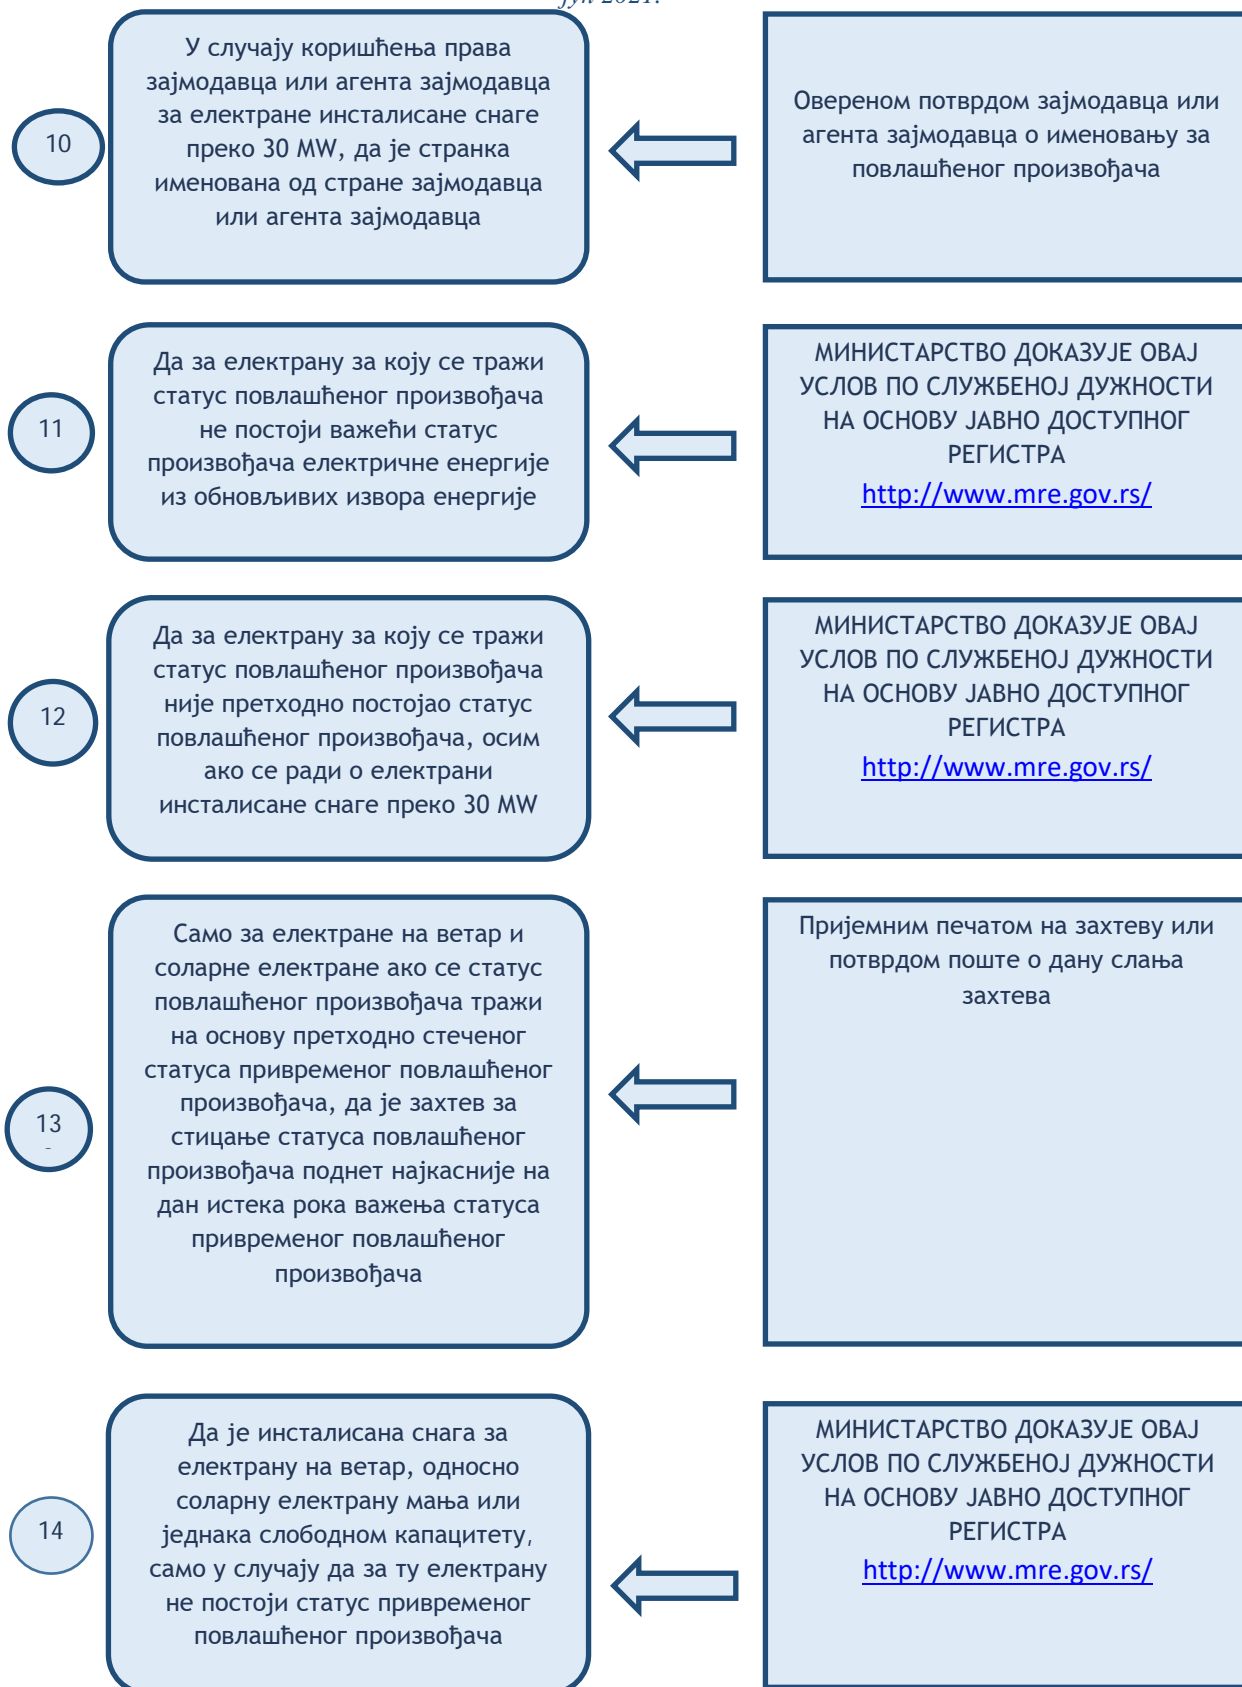 јун 2021.
У случају коришћења права
зајмодавца или агента зајмодавца
за електране инсталисане снаге
преко 30 MW, да је странка
именована од стране зајмодавца
или агента зајмодавца
10
Овереном потврдом зајмодавца или
агента зајмодавца о именовању за
повлашћеног произвођача
Да за електрану за коју се тражи
статус повлашћеног произвођача
не постоји важећи статус
произвођача електричне енергије
из обновљивих извора енергије
11
МИНИСТАРСТВО ДОКАЗУЈЕ ОВАЈ
УСЛОВ ПО СЛУЖБЕНОЈ ДУЖНОСТИ
НА ОСНОВУ ЈАВНО ДОСТУПНОГ
РЕГИСТРА
http://www.mre.gov.rs/
Да за електрану за коју се тражи
статус повлашћеног произвођача
није претходно постојао статус
повлашћеног произвођача, осим
ако се ради о електрани
инсталисане снаге преко 30 MW
12
МИНИСТАРСТВО ДОКАЗУЈЕ ОВАЈ
УСЛОВ ПО СЛУЖБЕНОЈ ДУЖНОСТИ
НА ОСНОВУ ЈАВНО ДОСТУПНОГ
РЕГИСТРА
http://www.mre.gov.rs/
Само за електране на ветар и
соларне електране ако се статус
повлашћеног произвођача тражи
на основу претходно стеченог
статуса привременог повлашћеног
произвођача, да је захтев за
стицање статуса повлашћеног
произвођача поднет најкасније на
дан истека рока важења статуса
привременог повлашћеног
произвођача
13
Пријемним печатом на захтеву или
потврдом поште о дану слања
захтева
Да је инсталисана снага за
електрану на ветар, односно
соларну електрану мања или
једнака слободном капацитету,
само у случају да за ту електрану
не постоји статус привременог
повлашћеног произвођача
14
МИНИСТАРСТВО ДОКАЗУЈЕ ОВАЈ
УСЛОВ ПО СЛУЖБЕНОЈ ДУЖНОСТИ
НА ОСНОВУ ЈАВНО ДОСТУПНОГ
РЕГИСТРА
http://www.mre.gov.rs/